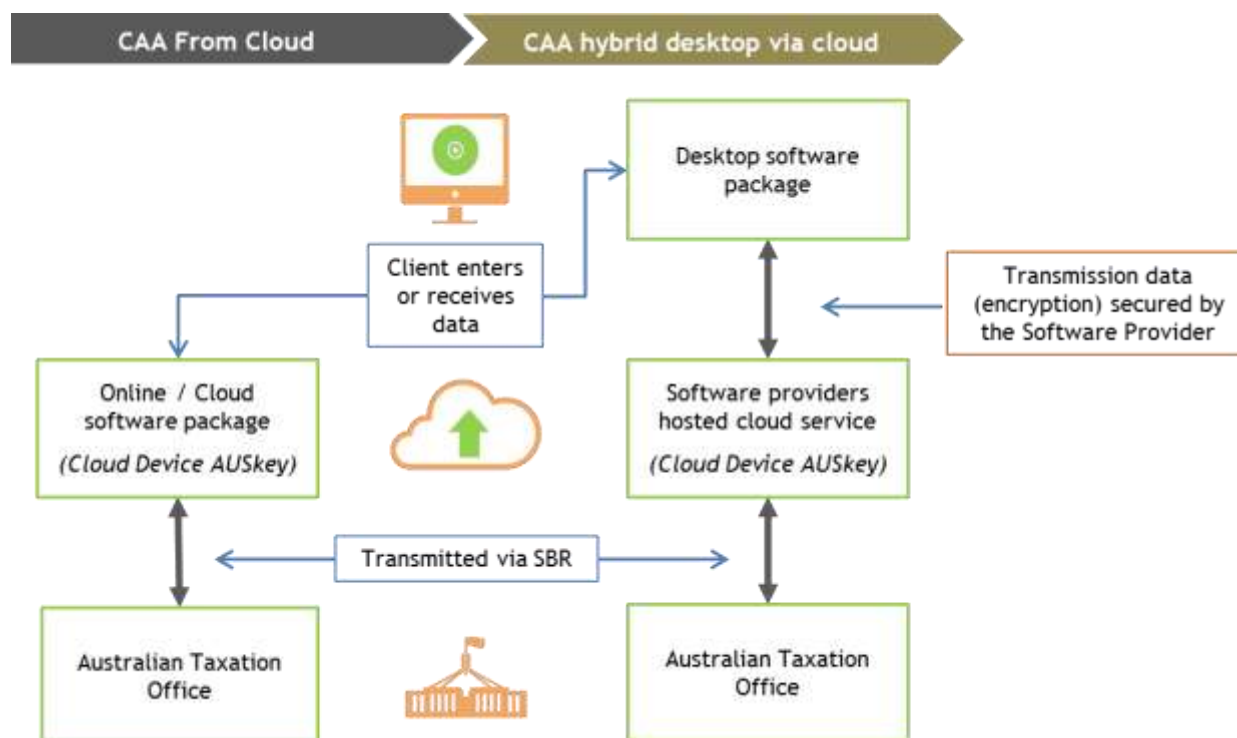 CAA From Cloud
CAA hybrid desktop via cloud
Desktop software
package
Client enters
or receives
data
Transmission data
(encryption) secured by
the Software Provider
Online / Cloud
software package
(Cloud Device AUSkey)
Software providers
hosted cloud service
(Cloud Device AUSkey)
Transmitted via SBR
Australian Taxation
Office
Australian Taxation
Office